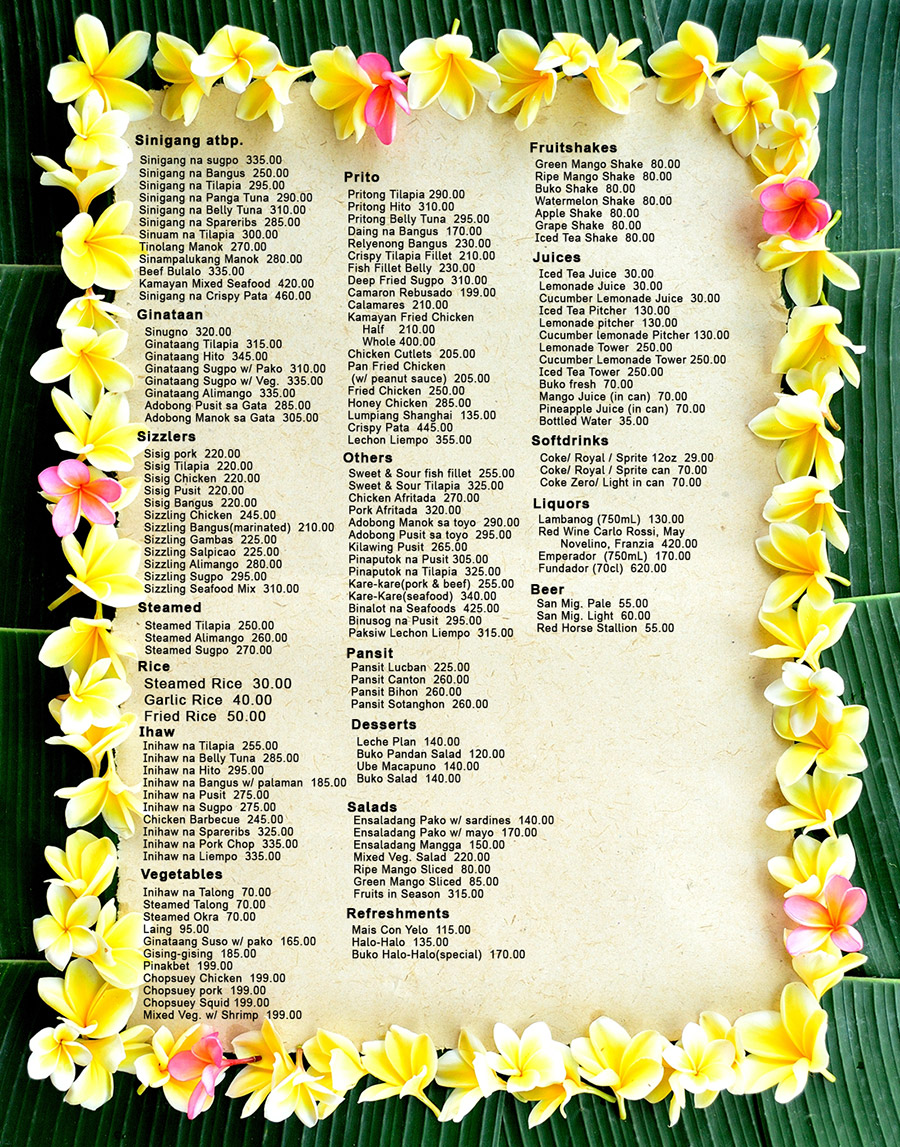 Sinigang atbp.
Sinigang na sugpo 335.00
Sinigang na Bangus 250.00
Sinigang na Tilapia 295.00
Sinigang na Panga Tuna 290.00
Sinigang na Belly Tuna 310.00
Sinigang na Spareribs 285.00
Sinuam na Tilapia 300.00
Tinolang Manok 270.00
Sinampalukang Manok 280.00
Beef Bulalo 335.00
Kamayan Mixed Seafood 420.00
Sinigang na Crispy Pata 460.00
Ginataan
Sinugno 320.00
Ginataang Tilapia 315.00
Ginataang Hito 345.00
Ginataang Sugpo w/ Pako 310.00
Ginataang Sugpo w/ Veg. 335.00
Ginataang Alimango 335.00
Adobong Pusit sa Gata 285.00
Adobong Manok sa Gata 305.00
Sizzlers
Sisig pork 220.00
Sisig Tilapia 220.00
Sisig Chicken 220.00
Sisig Pusit 220.00
Sisig Bangus 220.00
Sizzling Chicken 245.00
Sizzling Bangus(marinated) 210.00
Sizzling Gambas 225.00
Sizzling Salpicao 225.00
Sizzling Alimango 280.00
Sizzling Sugpo 295.00
Sizzling Seafood Mix 310.00
Steamed
Steamed Tilapia 250.00
Steamed Alimango 260.00
Steamed Sugpo 270.00
Rice
Steamed Rice 30.00
Garlic Rice 40.00
Fried Rice 50.00
Ihaw
Inihaw na Tilapia 255.00
Inihaw na Belly Tuna 285.00
Inihaw na Hito 295.00
Inihaw na Bangus w/ palaman 185.00
Inihaw na Pusit 275.00
Inihaw na Sugpo 275.00
Chicken Barbecue 245.00
Inihaw na Spareribs 325.00
Inihaw na Pork Chop 335.00
Inihaw na Liempo 335.00
Vegetables
Inihaw na Talong 70.00
Steamed Talong 70.00
Steamed Okra 70.00
Laing 95.00
Ginataang Suso w/ pako 165.00
Gising-gising 185.00
Pinakbet 199.00
Chopsuey Chicken 199.00
Chopsuey pork 199.00
Chopsuey Squid 199.00
Mixed Veg. w/ Shrimp 199.00
Prito
Pritong Tilapia 290.00
Pritong Hito 310.00
Pritong Belly Tuna 295.00
Daing na Bangus 170.00
Relyenong Bangus 230.00
Crispy Tilapia Fillet 210.00
Fish Fillet Belly 230.00
Deep Fried Sugpo 310.00
Camaron Rebusado 199.00
Calamares 210.00
Kamayan Fried Chicken
Half 210.00
Whole 400.00
Chicken Cutlets 205.00
Pan Fried Chicken
(w/ peanut sauce) 205.00
Fried Chicken 250.00
Honey Chicken 285.00
Lumpiang Shanghai 135.00
Crispy Pata 445.00
Lechon Liempo 355.00
Others
Sweet & Sour fish fillet 255.00
Sweet & Sour Tilapia 325.00
Chicken Afritada 270.00
Pork Afritada 320.00
Adobong Manok sa toyo 290.00
Adobong Pusit sa toyo 295.00
Kilawing Pusit 265.00
Pinaputok na Pusit 305.00
Pinaputok na Tilapia 325.00
Kare-kare(pork & beef) 255.00
Kare-Kare(seafood) 340.00
Binalot na Seafoods 425.00
Binusog na Pusit 295.00
Paksiw Lechon Liempo 315.00
Pansit
Pansit Lucban 225.00
Pansit Canton 260.00
Pansit Bihon 260.00
Pansit Sotanghon 260.00
Desserts
Leche Plan 140.00
Buko Pandan Salad 120.00
Ube Macapuno 140.00
Buko Salad 140.00
Salads
Ensaladang Pako w/ sardines 140.00
Ensaladang Pako w/ mayo 170.00
Ensaladang Mangga 150.00
Mixed Veg. Salad 220.00
Ripe Mango Sliced 80.00
Green Mango Sliced 85.00
Fruits in Season 315.00
Refreshments
Mais Con Yelo 115.00
Halo-Halo 135.00
Buko Halo-Halo(special) 170.00
Fruitshakes
Green Mango Shake 80.00
Ripe Mango Shake 80.00
Buko Shake 80.00
Watermelon Shake 80.00
Apple Shake 80.00
Grape Shake 80.00
Iced Tea Shake 80.00
Juices
Iced Tea Juice 30.00
Lemonade Juice 30.00
Cucumber Lemonade Juice 30.00
Iced Tea Pitcher 130.00
Lemonade pitcher 130.00
Cucumber lemonade Pitcher 130.00
Lemonade Tower 250.00
Cucumber Lemonade Tower 250.00
Iced Tea Tower 250.00
Buko fresh 70.00
Mango Juice (in can) 70.00
Pineapple Juice (in can) 70.00
Bottled Water 35.00
Softdrinks
Coke/ Royal / Sprite 12oz 29.00
Coke/ Royal / Sprite can 70.00
Coke Zero/ Light in can 70.00
Liquors
Lambanog (750mL) 130.00
Red Wine Carlo Rossi, May
Novelino, Franzia 420.00
Emperador (750mL) 170.00
Fundador (70cl) 620.00
Beer
San Mig. Pale 55.00
San Mig. Light 60.00
Red Horse Stallion 55.00